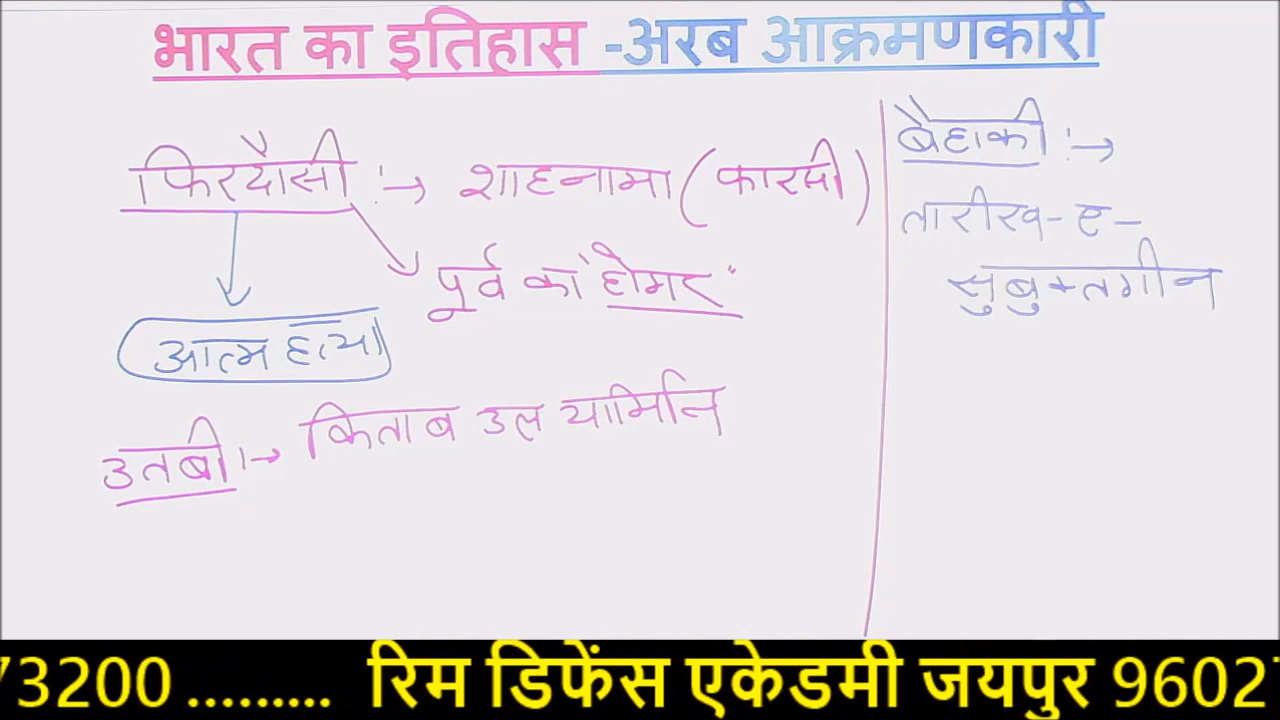 भारत का इतिहास -अरब आक्रमणकारी
फिरदौसी :→ शाहनामा (फारसी)
पूर्व का होमर
आत्म हत्या
उतबी :→ किताब उल यामिनि
बैहाकी :→
तारीख-ए-
सुबुक्तगीन
73200 ......... रिम डिफेंस एकेडमी जयपुर 9602